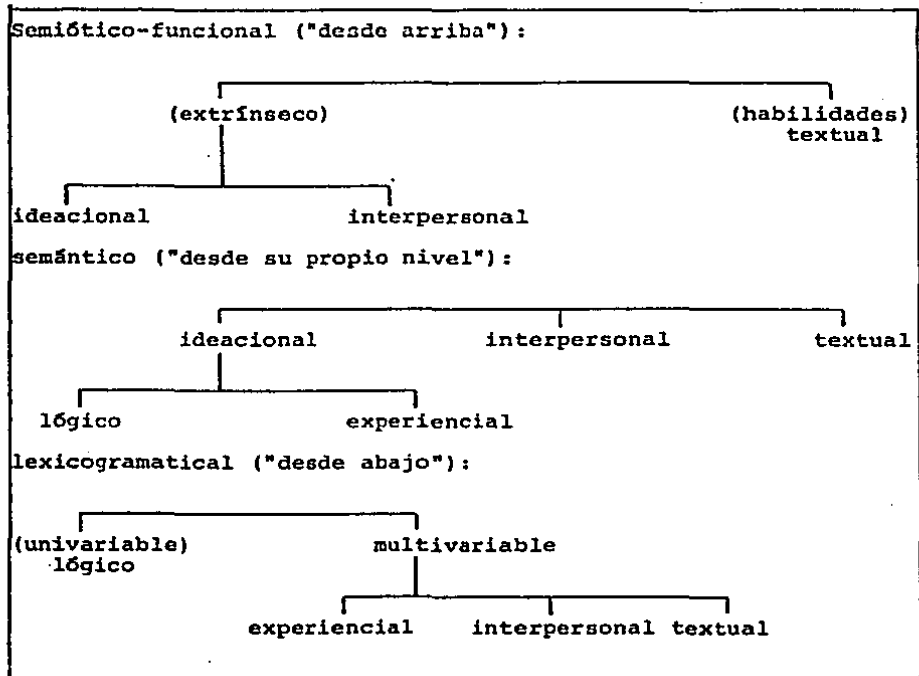 Semiótico-funcional ("desde arriba"):
(extrínseco) (habilidades)
textual
ideacional interpersonal
semántico ("desde su propio nivel"):
ideacional interpersonal textual
lógico experiencial
lexicogramatical ("desde abajo"):
(univariable) multivariable
lógico
experiencial interpersonal textual